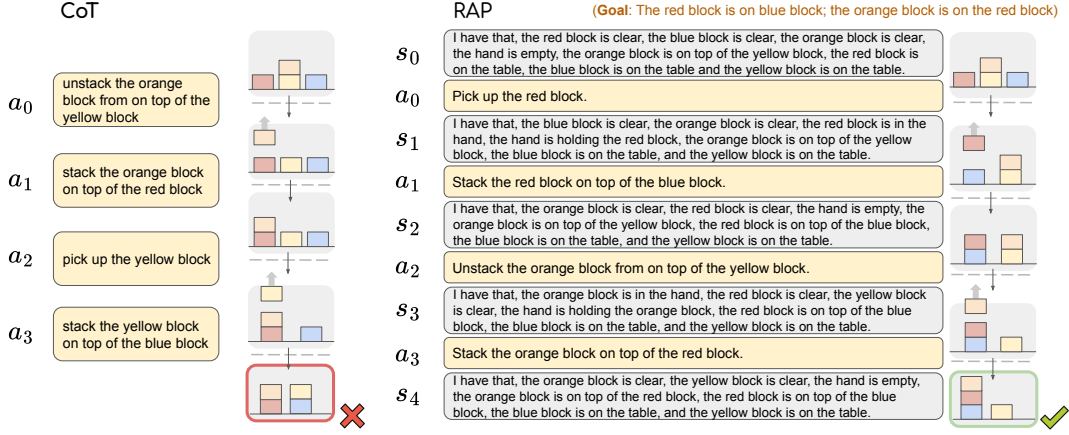 CoT
a0
unstack the orange
block from on top of the
yellow block
a1
stack the orange block
on top of the red block
a2
pick up the yellow block
a3
stack the yellow block
on top of the blue block
RAP
(Goal: The red block is on blue block; the orange block is on the red block)
s0
I have that, the red block is clear, the blue block is clear, the orange block is clear,
the hand is empty, the orange block is on top of the yellow block, the red block is
on the table, the blue block is on the table and the yellow block is on the table.
a0
Pick up the red block.
s1
I have that, the blue block is clear, the orange block is clear, the red block is in the
hand, the hand is holding the red block, the orange block is on top of the yellow
block, the blue block is on the table, and the yellow block is on the table.
a1
Stack the red block on top of the blue block.
s2
I have that, the orange block is clear, the red block is clear, the hand is empty, the
orange block is on top of the yellow block, the red block is on top of the blue block,
the blue block is on the table, and the yellow block is on the table.
a2
Unstack the orange block from on top of the yellow block.
s3
I have that, the orange block is in the hand, the red block is clear, the yellow block
is clear, the hand is holding the orange block, the red block is on top of the blue
block, the blue block is on the table, and the yellow block is on the table.
a3
Stack the orange block on top of the red block.
s4
I have that, the orange block is clear, the yellow block is clear, the hand is empty,
the orange block is on top of the red block, the red block is on top of the blue
block, the blue block is on the table, and the yellow block is on the table.